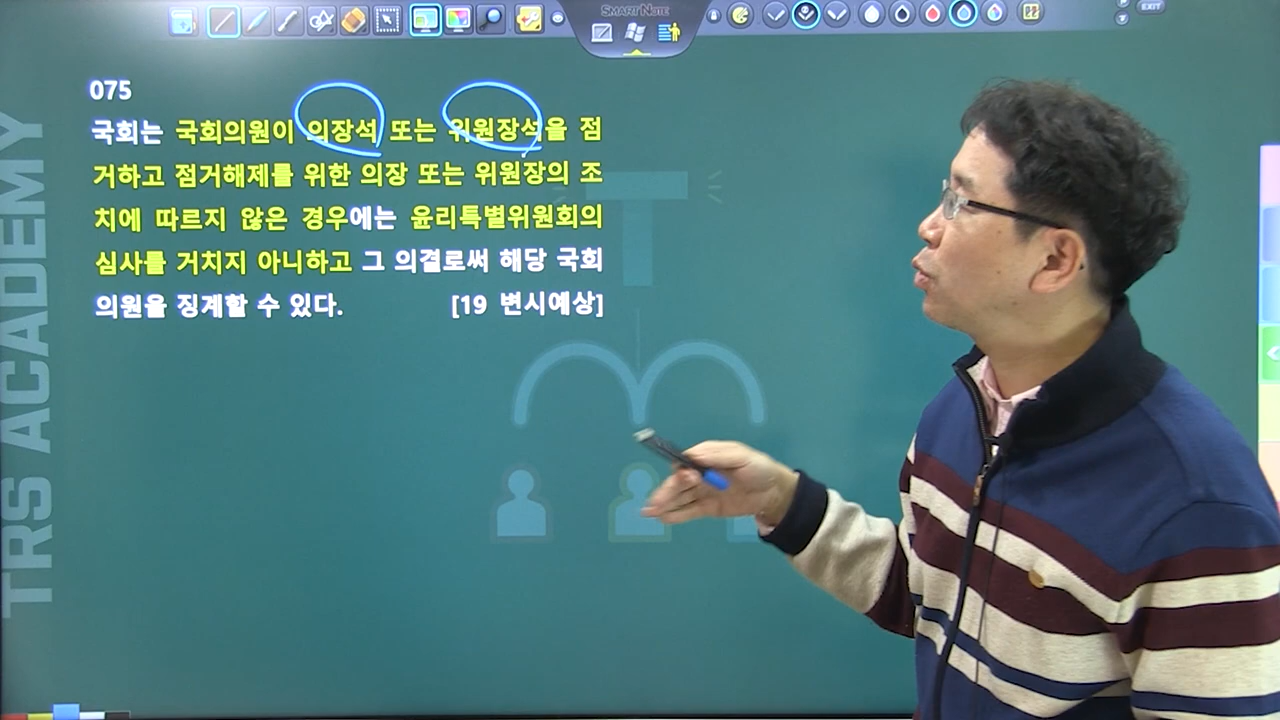 SMART NOTE
EXIT
075
국회는 국회의원이 의장석 또는 위원장석을 점
거하고 점거해제를 위한 의장 또는 위원장의 조
치에 따르지 않은 경우에는 윤리특별위원회의
심사를 거치지 아니하고 그 의결로써 해당 국회
의원을 징계할 수 있다. [19 변시예상]
TRS ACADEMY